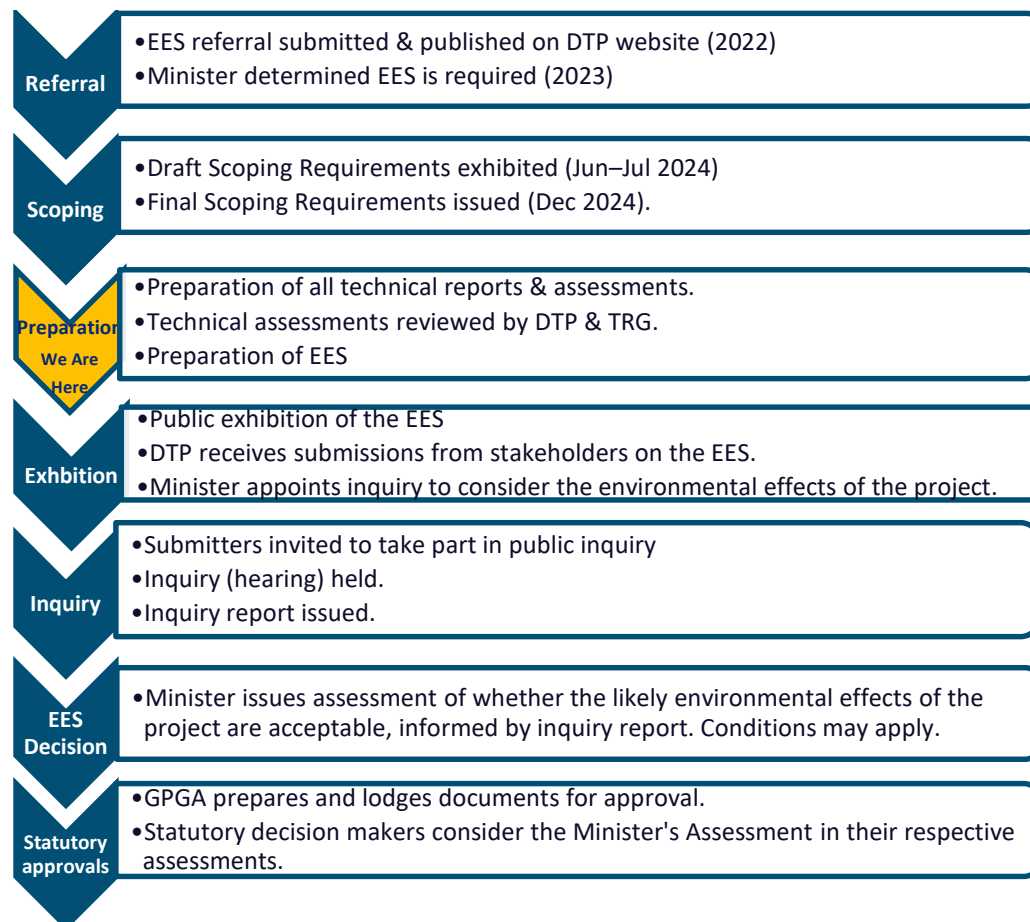 Referral
•EES referral submitted & published on DTP website (2022)
•Minister determined EES is required (2023)
Scoping
•Draft Scoping Requirements exhibited (Jun–Jul 2024)
•Final Scoping Requirements issued (Dec 2024).
Preparation
We Are
Here
•Preparation of all technical reports & assessments.
•Technical assessments reviewed by DTP & TRG.
•Preparation of EES
Exhbition
•Public exhibition of the EES
•DTP receives submissions from stakeholders on the EES.
•Minister appoints inquiry to consider the environmental effects of the project.
Inquiry
•Submitters invited to take part in public inquiry
•Inquiry (hearing) held.
•Inquiry report issued.
EES
Decision
•Minister issues assessment of whether the likely environmental effects of the
project are acceptable, informed by inquiry report. Conditions may apply.
Statutory
approvals
•GPGA prepares and lodges documents for approval.
•Statutory decision makers consider the Minister's Assessment in their respective
assessments.